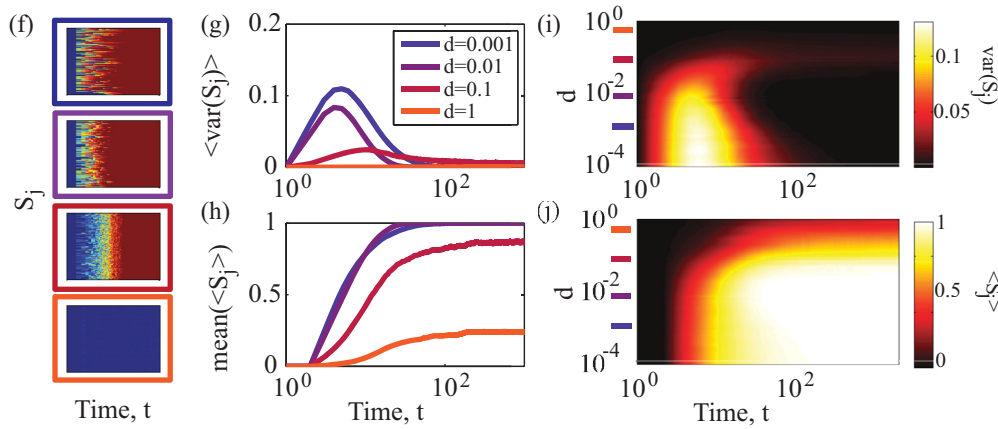 (f)
S_j
Time, t
(g)
<var(S_j)>
0.2
0.1
0
10^0
10^2
d=0.001
d=0.01
d=0.1
d=1
(h)
mean(<S_j>)
1
0.5
0
10^0
10^2
Time, t
(i)
d
10^0
10^-2
10^-4
10^0
10^2
0.1
0.05
var(S_j)
(j)
d
10^0
10^-2
10^-4
10^0
10^2
Time, t
1
0.5
0
<S_j>